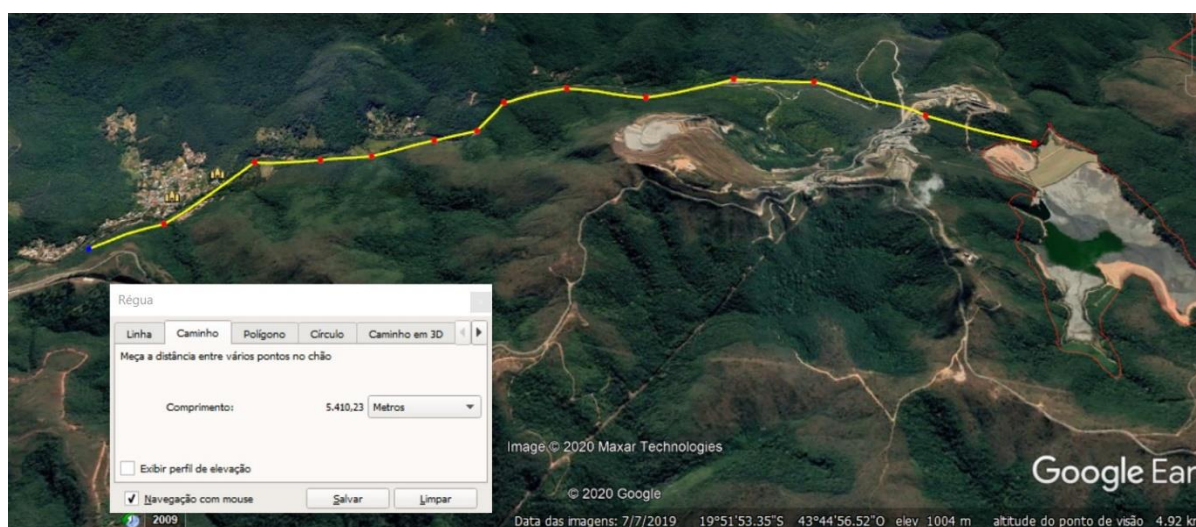 Régua
Linha Caminho Polígono Círculo Caminho em 3D
Meça a distância entre vários pontos no chão
Comprimento: 5.410,23 Metros
Exibir perfil de elevação
Navegação com mouse Salvar Limpar
Image © 2020 Maxar Technologies
© 2020 Google
Google Ear
2009
Data das imagens: 7/7/2019 19°51'53.35"S 43°44'56.52"O elev 1004 m altitude do ponto de visão 4.92 k